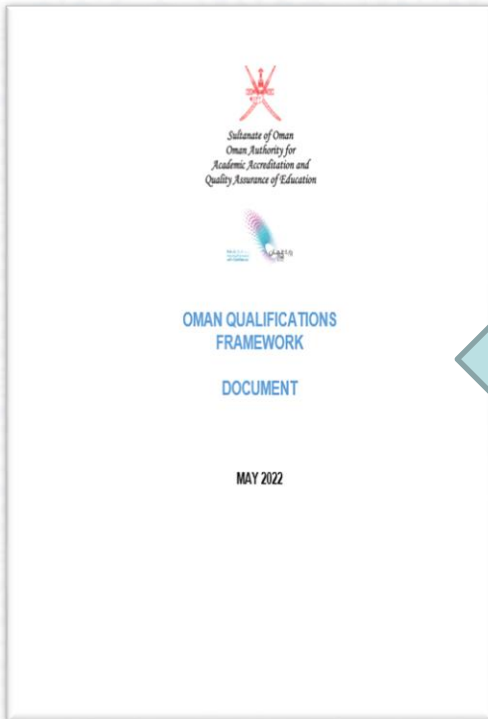 Sultanate of Oman
Oman Authority for
Academic Accreditation and
Quality Assurance of Education
OMAN QUALIFICATIONS
FRAMEWORK
DOCUMENT
MAY 2022